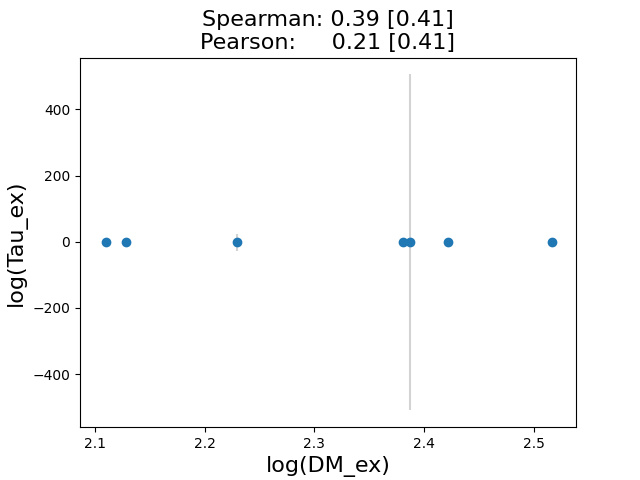 Spearman: 0.39 [0.41]
Pearson: 0.21 [0.41]
log(Tau_ex)
400
200
0
−200
−400
2.1 2.2 2.3 2.4 2.5
log(DM_ex)